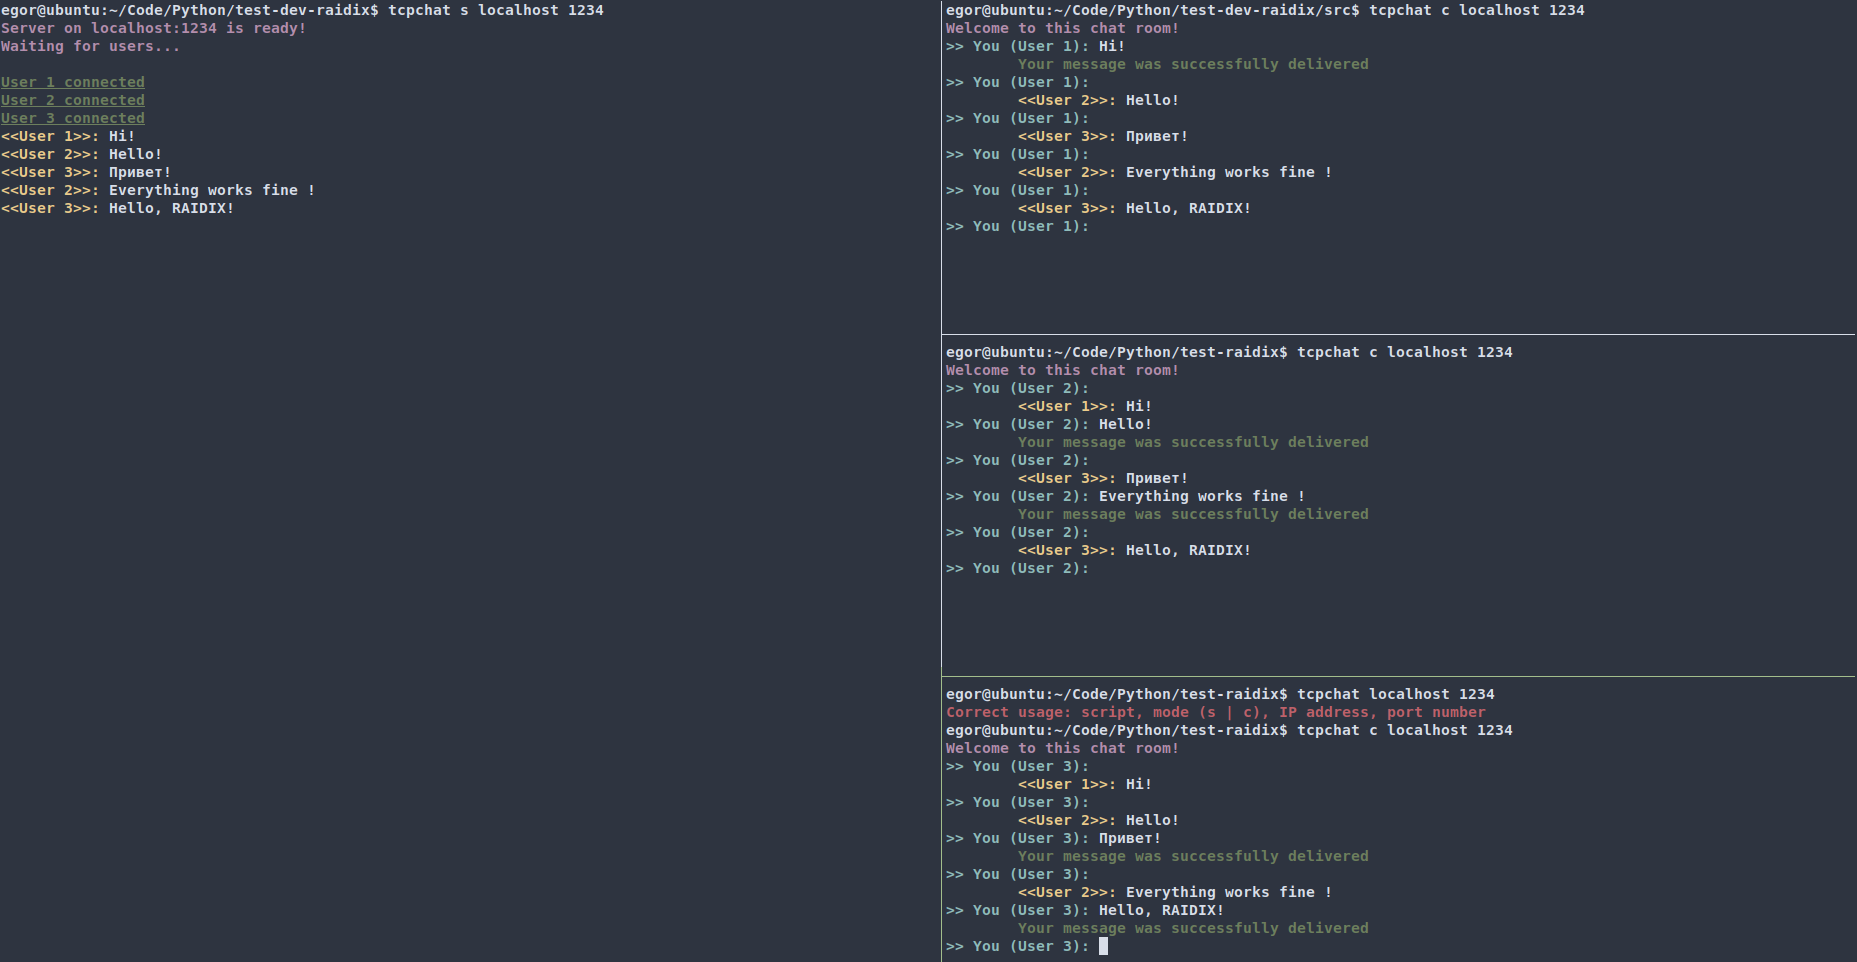 egor@ubuntu:~/Code/Python/test-dev-raidix$ tcpchat s localhost 1234
Server on localhost:1234 is ready!
Waiting for users...
User 1 connected
User 2 connected
User 3 connected
<<User 1>>: Hi!
<<User 2>>: Hello!
<<User 3>>: Привет!
<<User 2>>: Everything works fine !
<<User 3>>: Hello, RAIDIX!
egor@ubuntu:~/Code/Python/test-dev-raidix/src$ tcpchat c localhost 1234
Welcome to this chat room!
>> You (User 1): Hi!
Your message was successfully delivered
>> You (User 1):
<<User 2>>: Hello!
>> You (User 1):
<<User 3>>: Привет!
>> You (User 1):
<<User 2>>: Everything works fine !
>> You (User 1):
<<User 3>>: Hello, RAIDIX!
>> You (User 1):
egor@ubuntu:~/Code/Python/test-raidix$ tcpchat c localhost 1234
Welcome to this chat room!
>> You (User 2):
<<User 1>>: Hi!
>> You (User 2): Hello!
Your message was successfully delivered
>> You (User 2):
<<User 3>>: Привет!
>> You (User 2): Everything works fine !
Your message was successfully delivered
>> You (User 2):
<<User 3>>: Hello, RAIDIX!
>> You (User 2):
egor@ubuntu:~/Code/Python/test-raidix$ tcpchat localhost 1234
Correct usage: script, mode (s | c), IP address, port number
egor@ubuntu:~/Code/Python/test-raidix$ tcpchat c localhost 1234
Welcome to this chat room!
>> You (User 3):
<<User 1>>: Hi!
>> You (User 3):
<<User 2>>: Hello!
>> You (User 3): Привет!
Your message was successfully delivered
>> You (User 3):
<<User 2>>: Everything works fine !
>> You (User 3): Hello, RAIDIX!
Your message was successfully delivered
>> You (User 3):